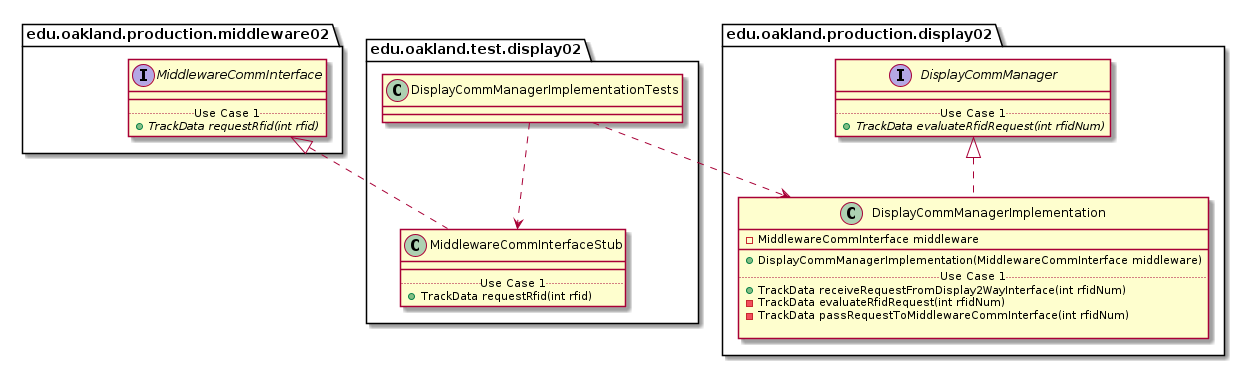 edu.oakland.production.middleware02
I MiddlewareCommInterface
Use Case 1
TrackData requestRfid(int rfid)
edu.oakland.test.display02
C DisplayCommManagerImplementationTests
C MiddlewareCommInterfaceStub
Use Case 1
TrackData requestRfid(int rfid)
edu.oakland.production.display02
I DisplayCommManager
Use Case 1
TrackData evaluateRfidRequest(int rfidNum)
C DisplayCommManagerImplementation
MiddlewareCommInterface middleware
DisplayCommManagerImplementation(MiddlewareCommInterface middleware)
Use Case 1
TrackData receiveRequestFromDisplay2WayInterface(int rfidNum)
TrackData evaluateRfidRequest(int rfidNum)
TrackData passRequestToMiddlewareCommInterface(int rfidNum)